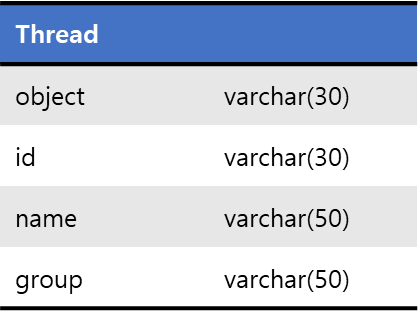 Thread
object varchar(30)
id varchar(30)
name varchar(50)
group varchar(50)